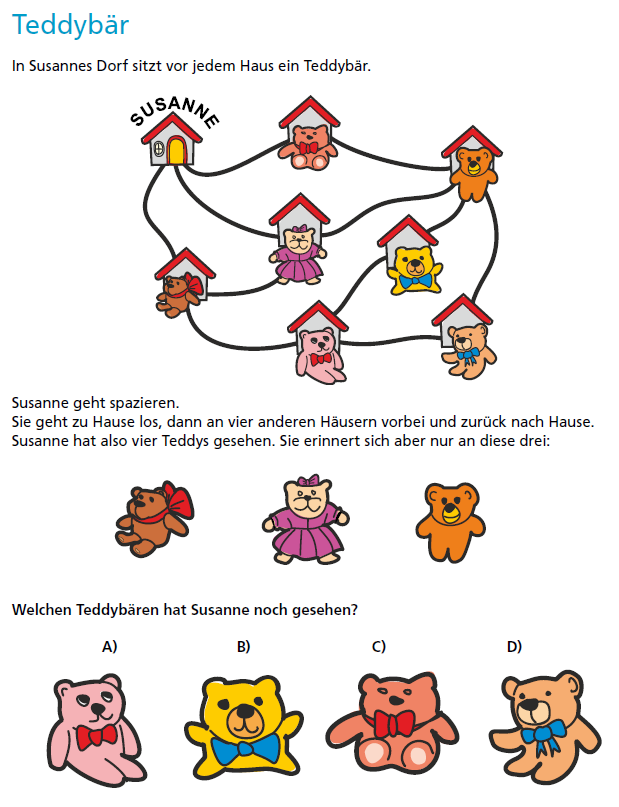 Teddybär
In Susannes Dorf sitzt vor jedem Haus ein Teddybär.
SUSANNE
Susanne geht spazieren.
Sie geht zu Hause los, dann an vier anderen Häusern vorbei und zurück nach Hause.
Susanne hat also vier Teddys gesehen. Sie erinnert sich aber nur an diese drei:
Welchen Teddybären hat Susanne noch gesehen?
A) B) C) D)